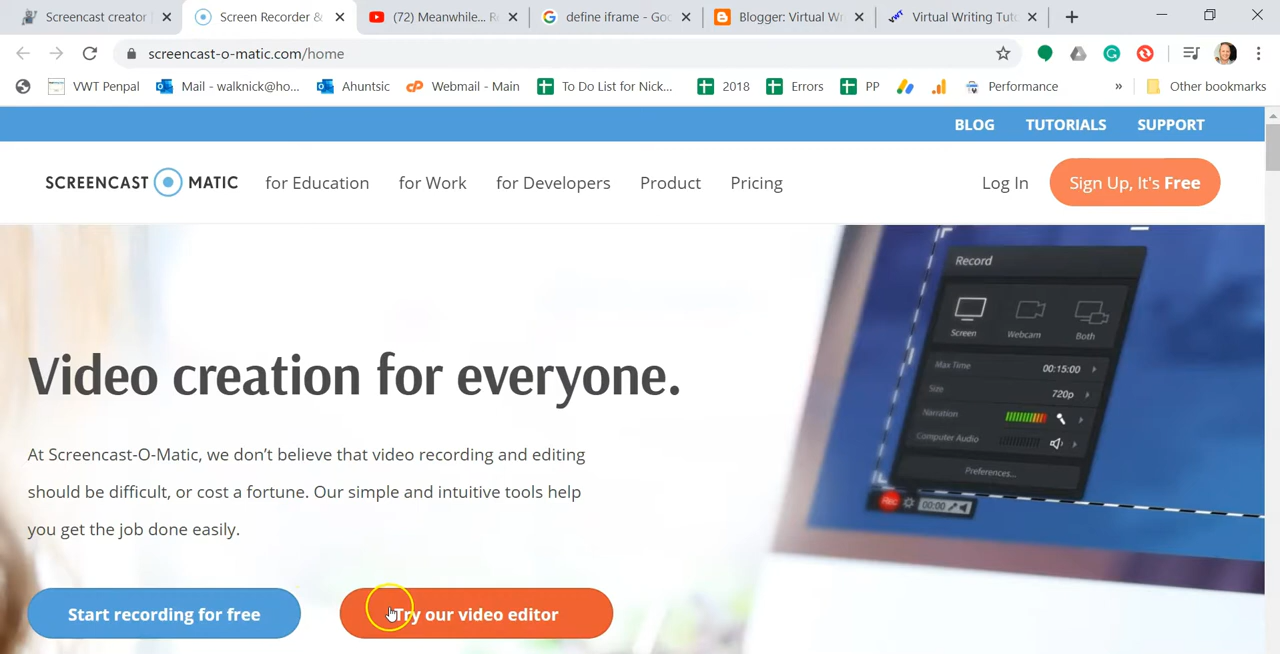 Screencast creator
Screen Recorder &
(72) Meanwhile... R
define iframe - Goo
Blogger: Virtual Wr
Virtual Writing Tut
screencast-o-matic.com/home
VWT Penpal
Mail - walknick@ho...
Ahuntsic
Webmail - Main
To Do List for Nick...
2018
Errors
PP
Performance
»
Other bookmarks
BLOG
TUTORIALS
SUPPORT
SCREENCAST MATIC
for Education
for Work
for Developers
Product
Pricing
Log In
Sign Up, It's Free
Record
Screen
Webcam
Both
Max Time 00:15:00
Size 720p
Narration
Computer Audio
Preferences...
Rec 00:00
Video creation for everyone.
At Screencast-O-Matic, we don't believe that video recording and editing
should be difficult, or cost a fortune. Our simple and intuitive tools help
you get the job done easily.
Start recording for free
Try our video editor